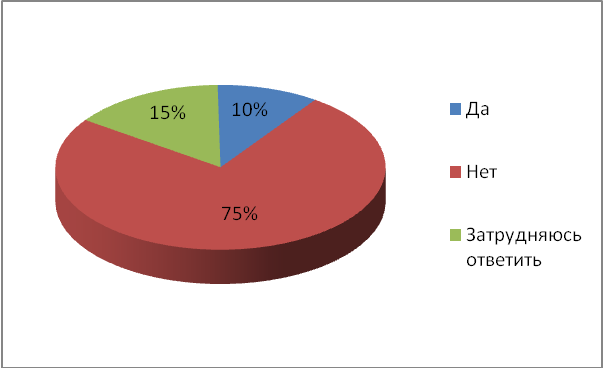 15%
10%
75%
Да
Нет
Затрудняюсь
ответить